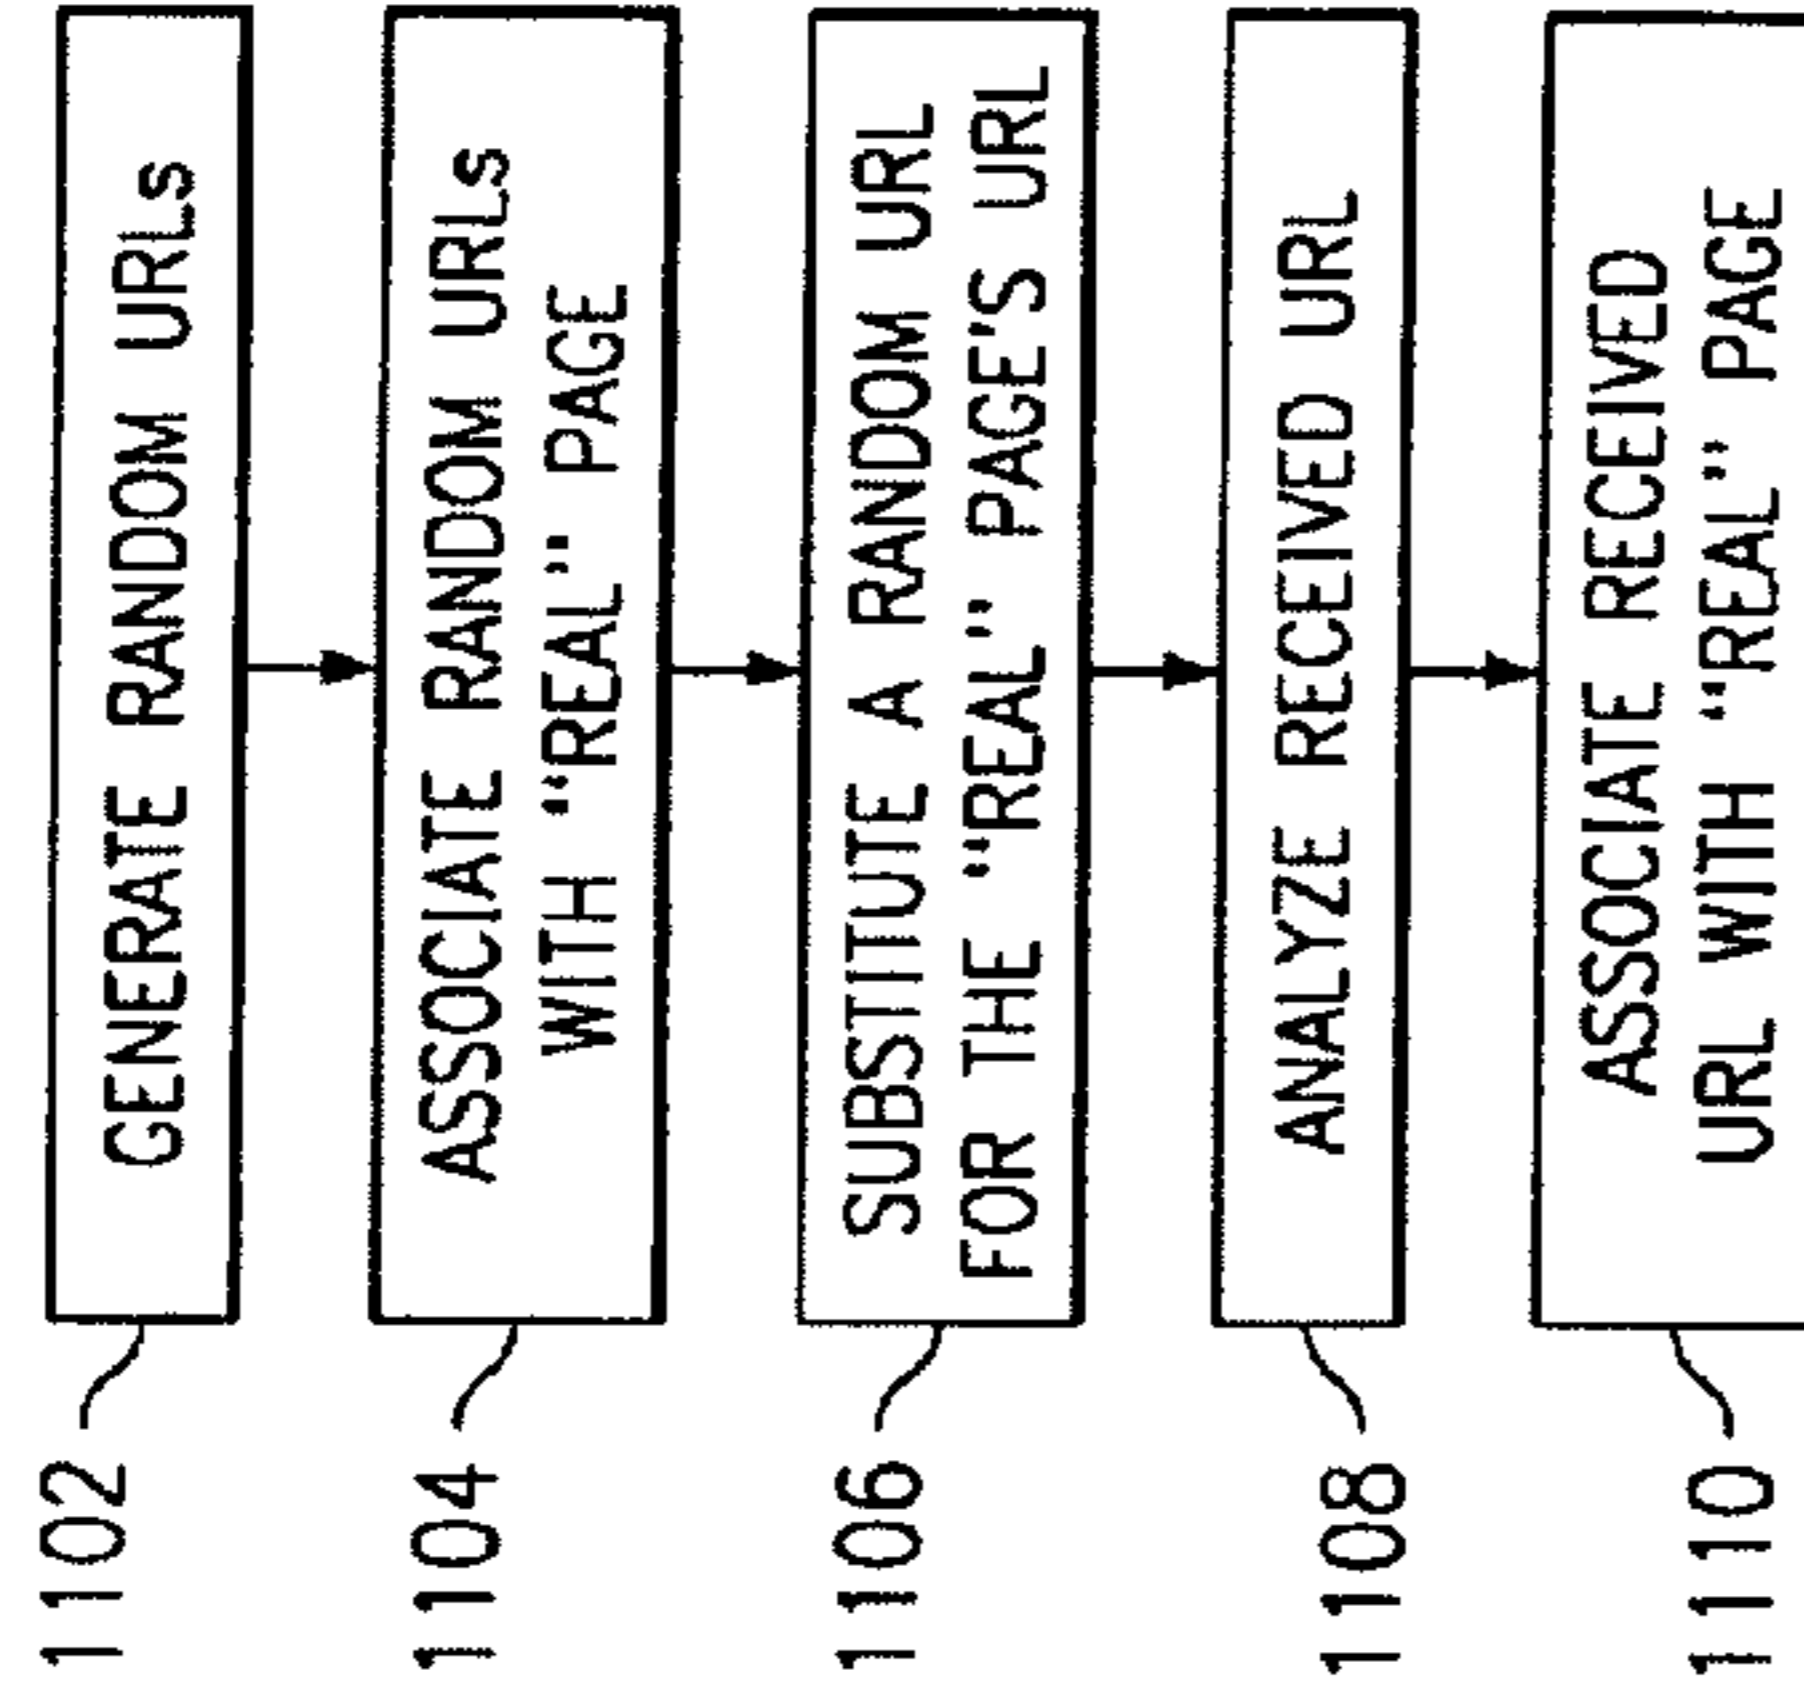 1102
GENERATE RANDOM URLs
1104
ASSOCIATE RANDOM URLs
WITH "REAL" PAGE
1106
SUBSTITUTE A RANDOM URL
FOR THE "REAL" PAGE'S URL
1108
ANALYZE RECEIVED URL
1110
ASSOCIATE RECEIVED
URL WITH "REAL" PAGE